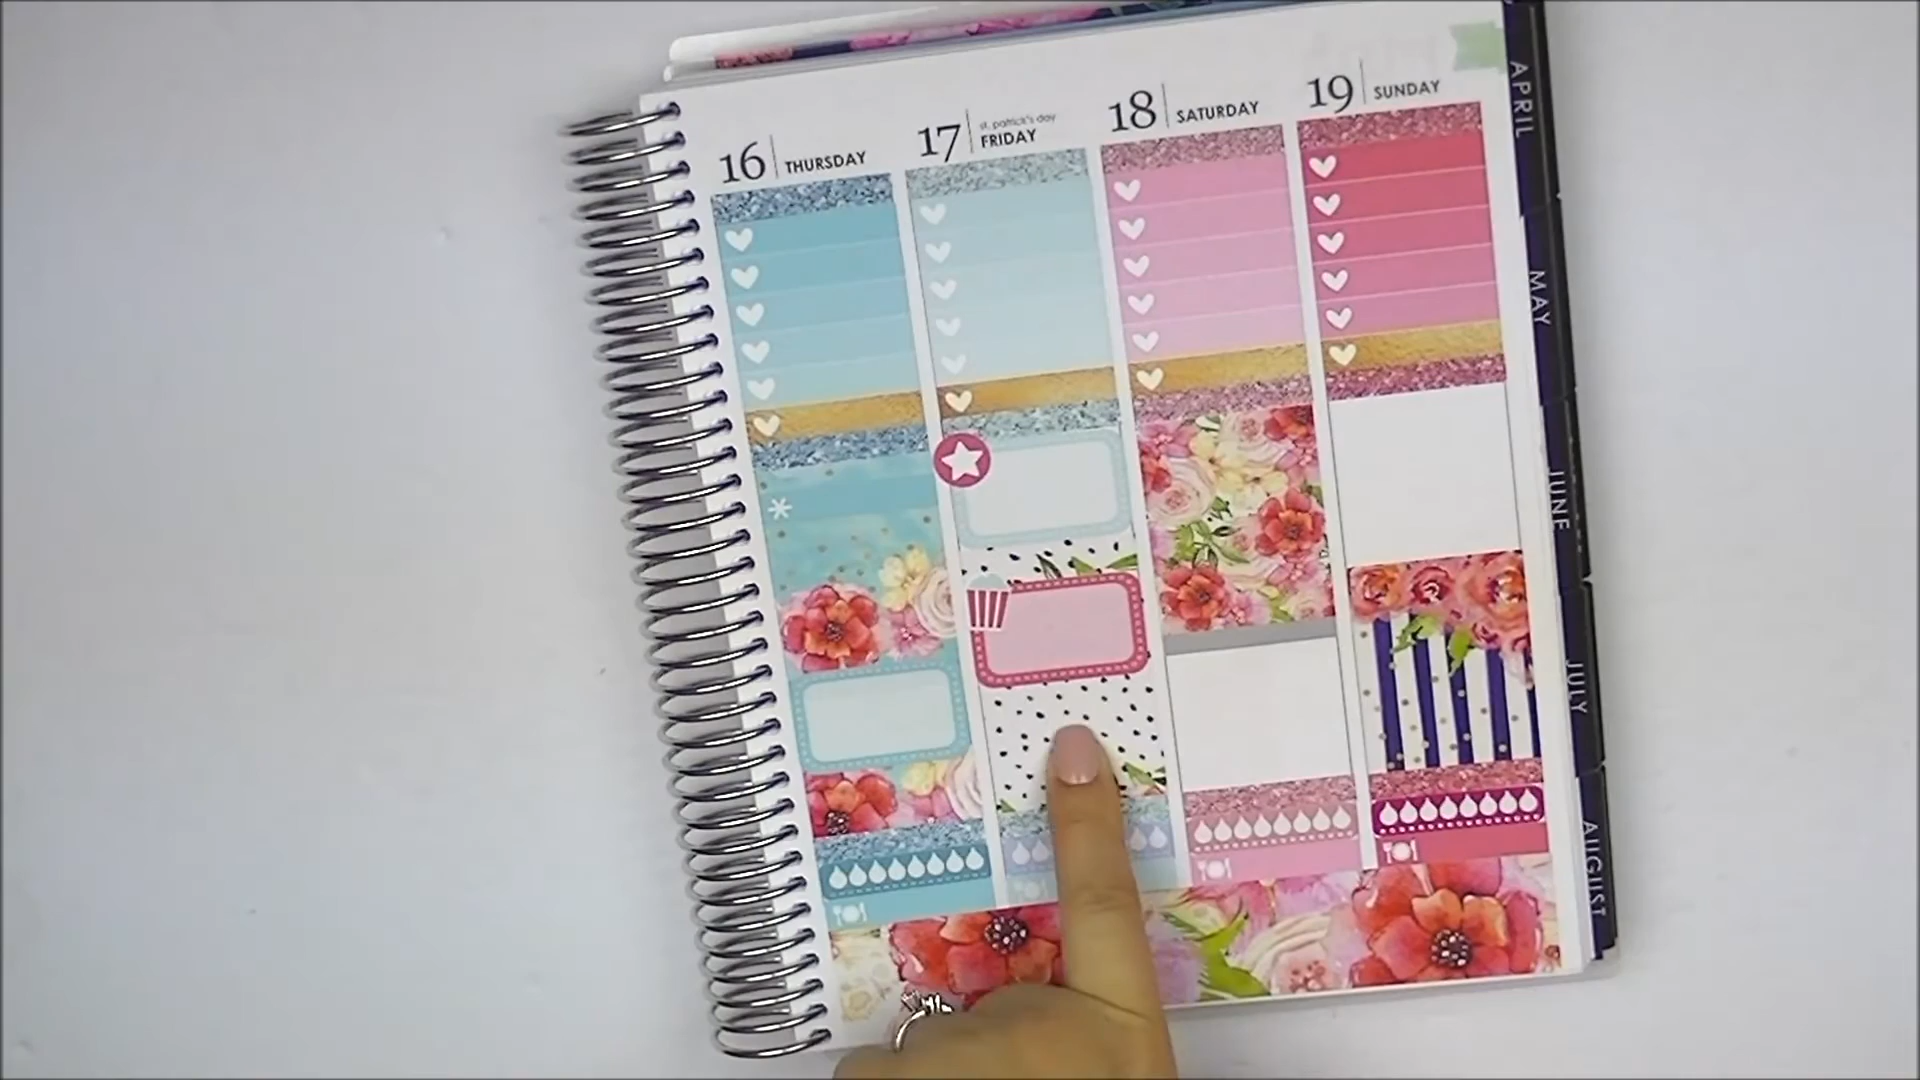 16 THURSDAY
17 st. patrick's day
FRIDAY
18 SATURDAY
19 SUNDAY
APRIL
MAY
JUNE
JULY
AUGUST